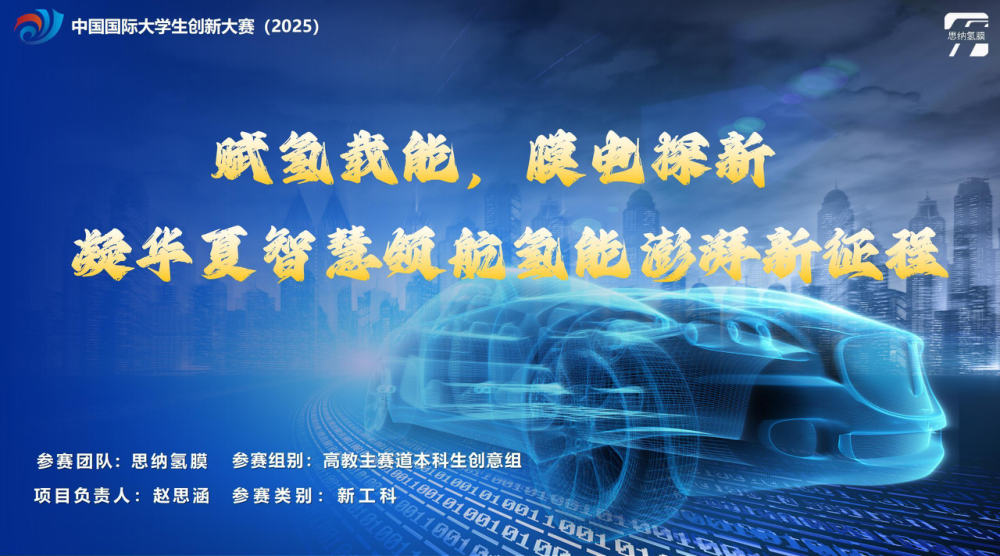 中国国际大学生创新大赛（2025）
思纳氢膜
赋氢载能，膜电探新
凝华夏智慧领航氢能澎湃新征程
参赛团队：思纳氢膜 参赛组别：高教主赛道本科生创意组
项目负责人：赵思涵 参赛类别：新工科